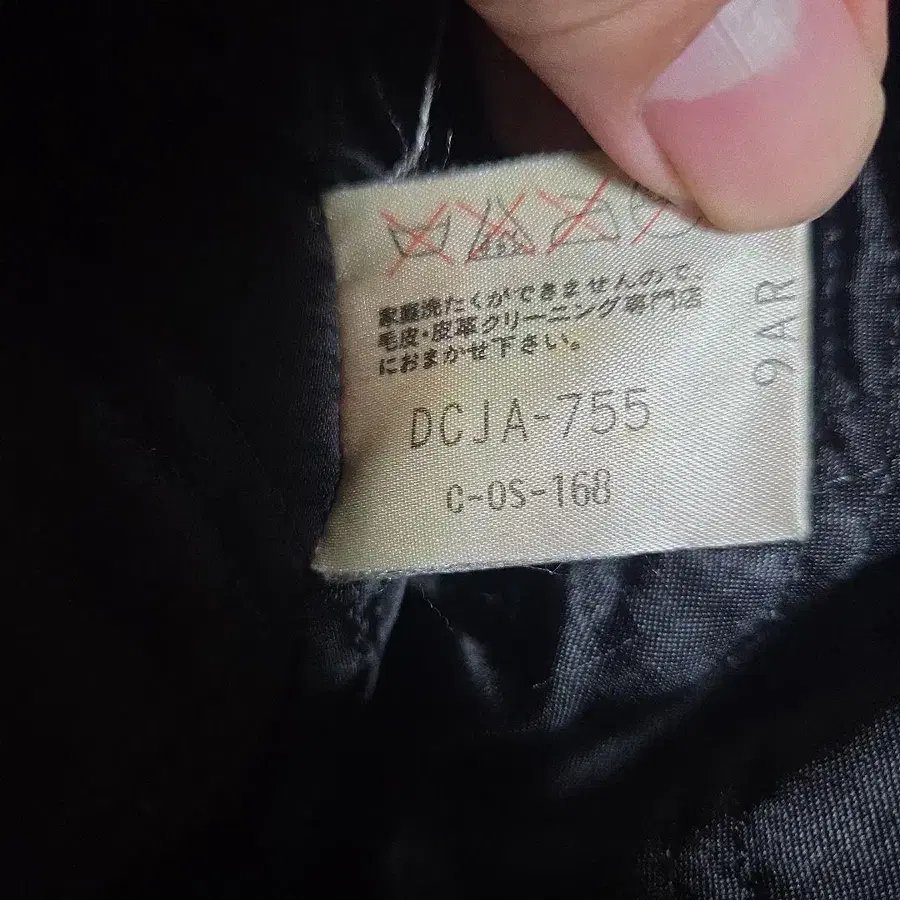 家庭洗たくができませんので、
毛皮・皮革クリーニング専門店
におまかせ下さい。
DCJA-755
C-OS-168
9AR